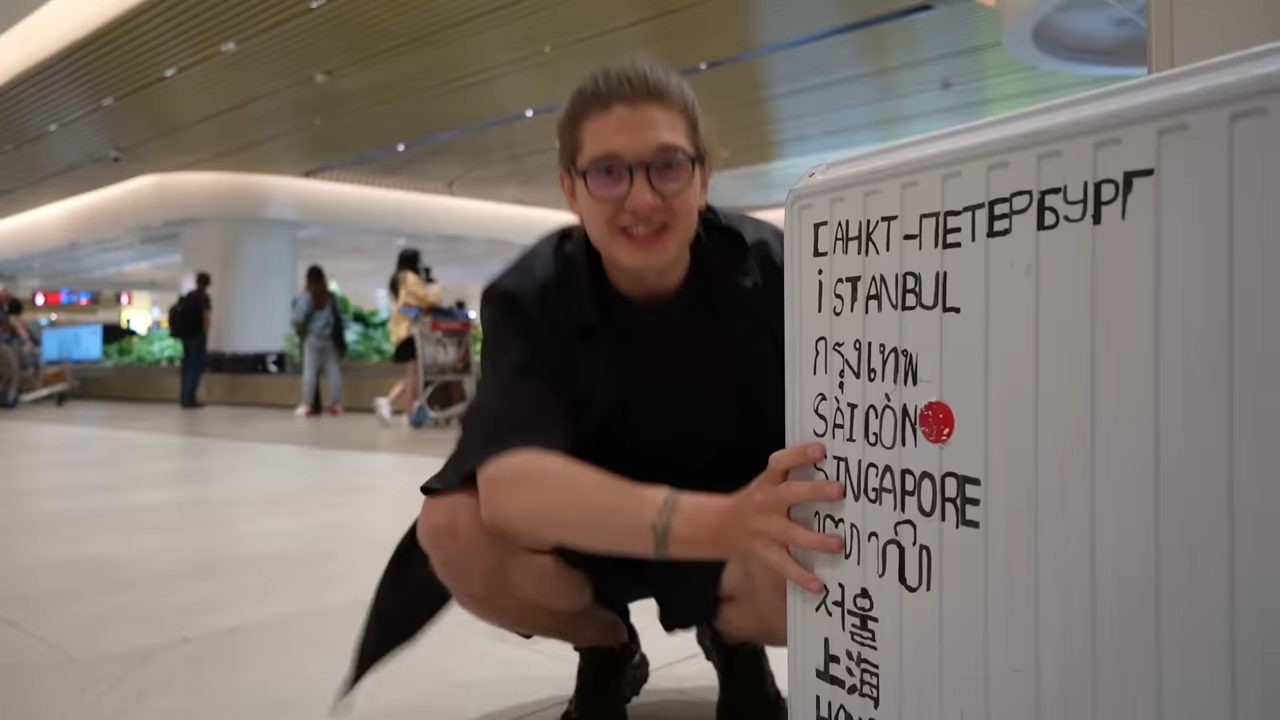 САНКТ-ПЕТЕРБУРГ
İSTANBUL
กรุงเทพ
SÀI GÒN
SINGAPORE
서울
上海